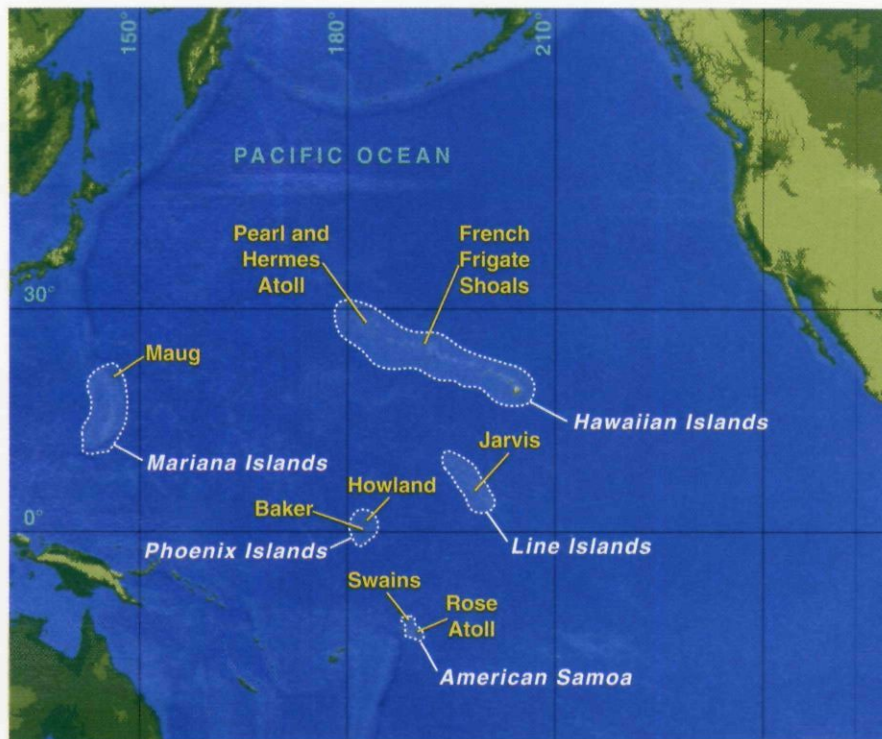 150°
180°
210°
PACIFIC OCEAN
Pearl and
Hermes
Atoll
French
Frigate
Shoals
30°
Maug
Hawaiian Islands
Jarvis
Mariana Islands
Howland
Baker
0°
Phoenix Islands
Line Islands
Swains
Rose
Atoll
American Samoa